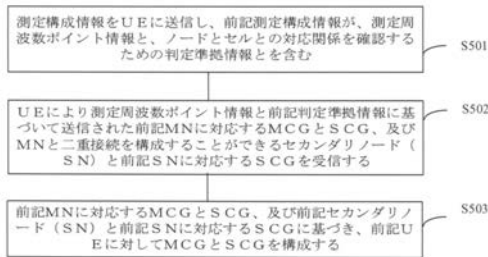 測定構成情報をUEに送信し、前記測定構成情報が、測定周
波数ポイント情報と、ノードとセルとの対応関係を確認する
ための判定準拠情報とを含む
S501
UEにより測定周波数ポイント情報と前記判定準拠情報に基
づいて送信された前記MNに対応するMCGとSCG、及び
MNと二重接続を構成することができるセカンダリノード(
SN)と前記SNに対応するSCGを受信する
S502
前記MNに対応するMCGとSCG、及び前記セカンダリノ
ード(SN)と前記SNに対応するSCGに基づき、前記U
Eに対してMCGとSCGを構成する
S503